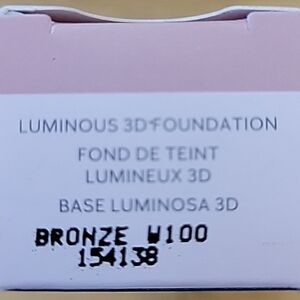 LUMINOUS 3D FOUNDATION
FOND DE TEINT
LUMINEUX 3D
BASE LUMINOSA 3D
BRONZE W100
154138